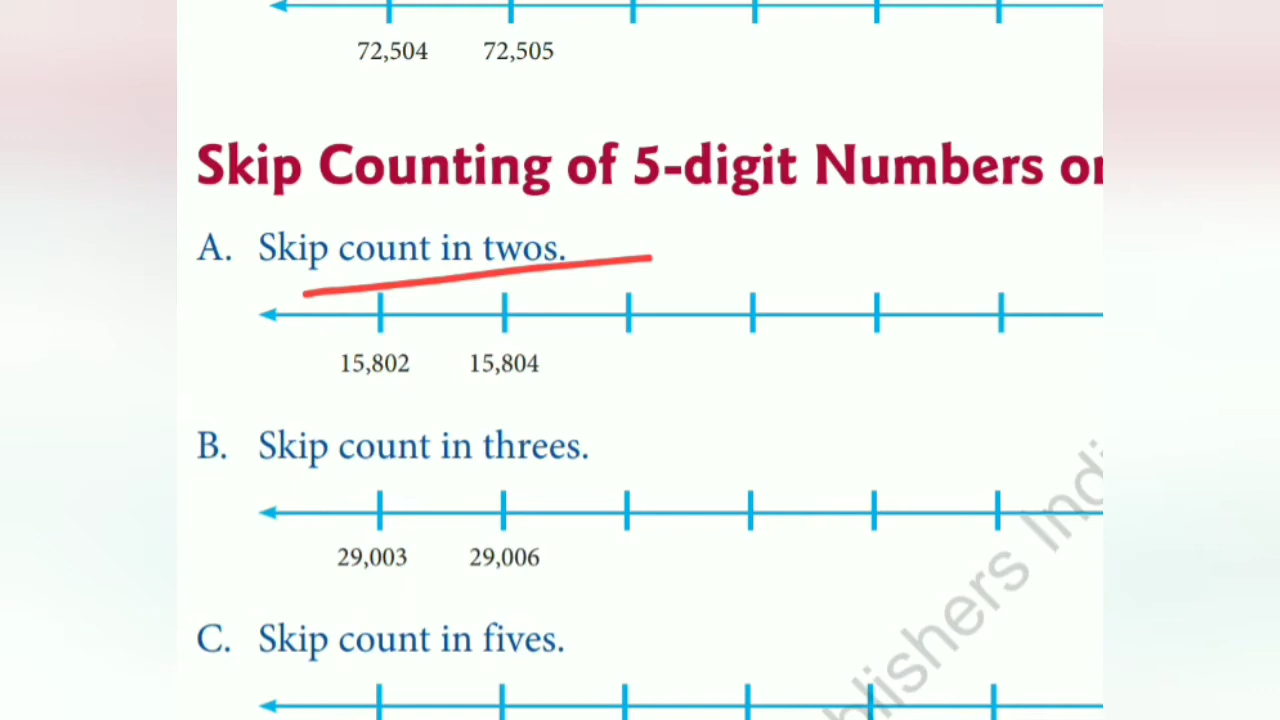 72,504 72,505
Skip Counting of 5-digit Numbers
A. Skip count in twos.
15,802 15,804
B. Skip count in threes.
29,003 29,006
C. Skip count in fives.